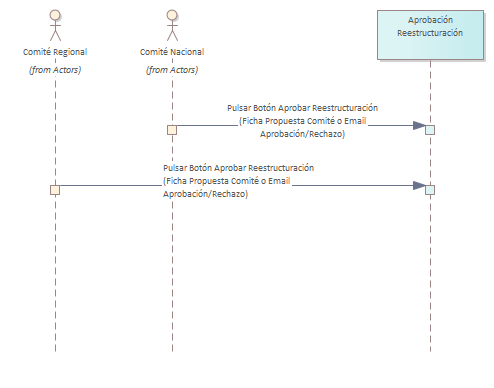 Aprobación
Reestructuración
Comité Regional
(from Actors)
Comité Nacional
(from Actors)
Pulsar Botón Aprobar Reestructuración
(Ficha Propuesta Comité o Email
Aprobación/Rechazo)
Pulsar Botón Aprobar Reestructuración
(Ficha Propuesta Comité o Email
Aprobación/Rechazo)